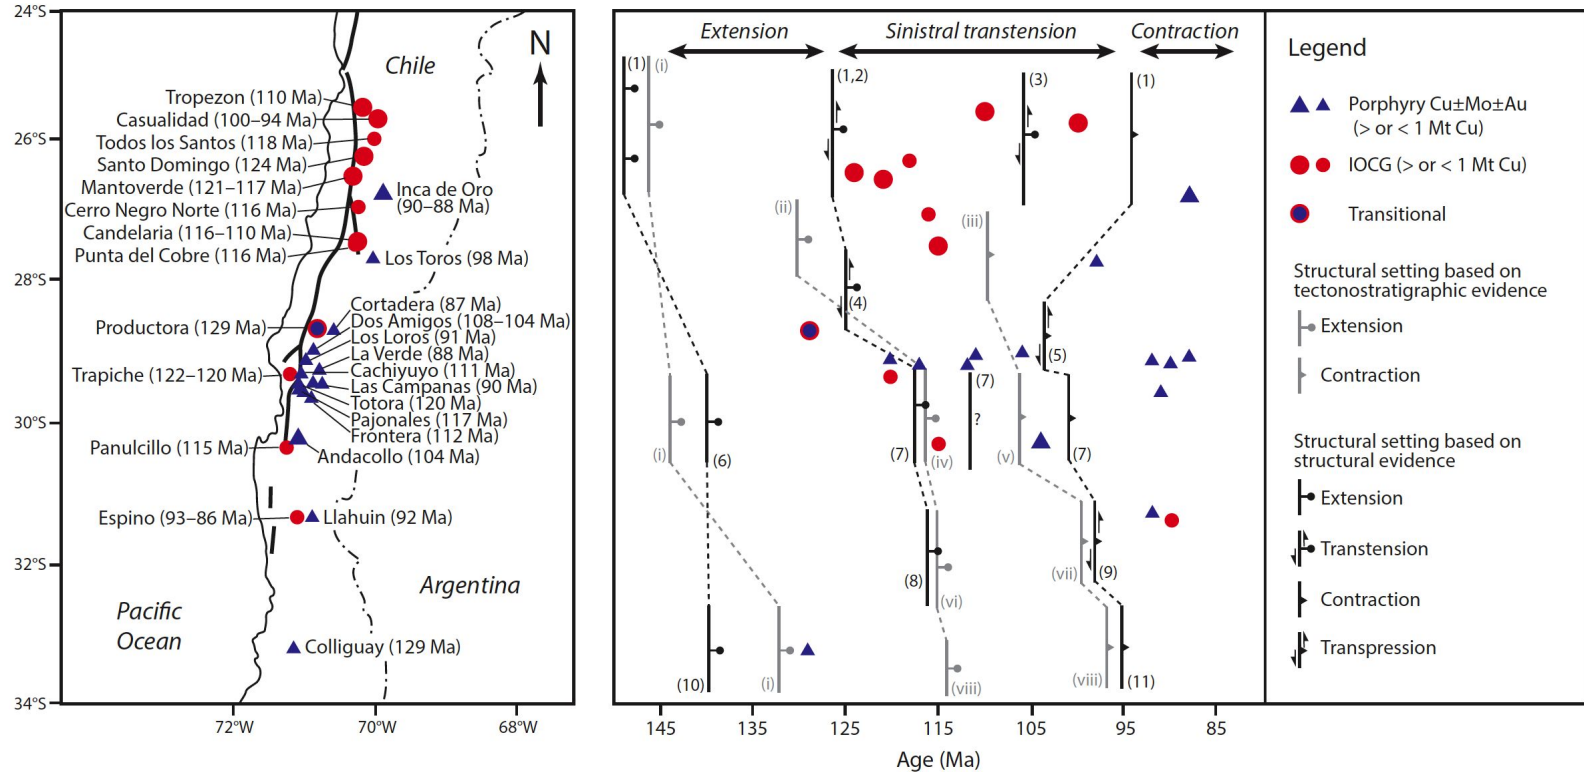 24°S
26°S
28°S
30°S
32°S
34°S
72°W
70°W
68°W
N
Chile
Argentina
Pacific
Ocean
Tropezon (110 Ma)
Casualidad (100–94 Ma)
Todos los Santos (118 Ma)
Santo Domingo (124 Ma)
Mantoverde (121–117 Ma)
Cerro Negro Norte (116 Ma)
Candelaria (116–110 Ma)
Punta del Cobre (116 Ma)
Productora (129 Ma)
Trapiche (122–120 Ma)
Panulcillo (115 Ma)
Espino (93–86 Ma)
Inca de Oro
(90–88 Ma)
Los Toros (98 Ma)
Cortadera (87 Ma)
Dos Amigos (108–104 Ma)
Los Loros (91 Ma)
La Verde (88 Ma)
Cachiyuyo (111 Ma)
Las Campanas (90 Ma)
Totora (120 Ma)
Pajonales (117 Ma)
Frontera (112 Ma)
Andacollo (104 Ma)
Llahuin (92 Ma)
Colliguay (129 Ma)
Extension
Sinistral transtension
Contraction
(1)
(i)
(1,2)
(3)
(1)
(ii)
(iii)
(4)
(5)
(7)
?
(i)
(6)
(7)
(iv)
(v)
(7)
(8)
(vi)
(vii)
(9)
(10)
(i)
(viii)
(viii)
(11)
145
135
125
115
105
95
85
Age (Ma)
Legend
Porphyry Cu±Mo±Au
(> or < 1 Mt Cu)
IOCG (> or < 1 Mt Cu)
Transitional
Structural setting based on
tectonostratigraphic evidence
Extension
Contraction
Structural setting based on
structural evidence
Extension
Transtension
Contraction
Transpression